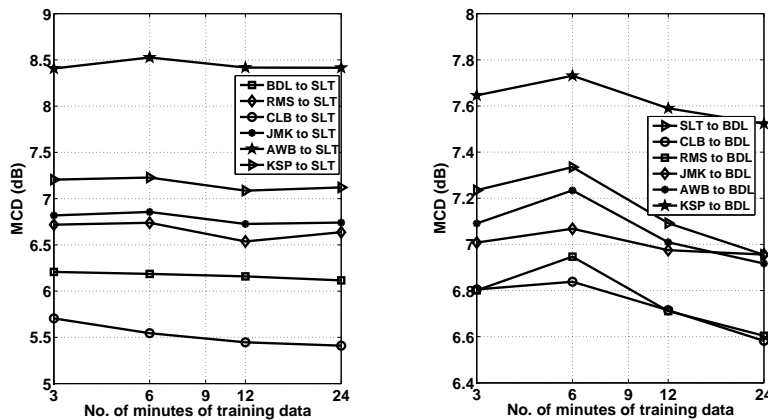 9
8.5
8
7.5
7
6.5
6
5.5
5
MCD (dB)
3
6
9
12
24
No. of minutes of training data
BDL to SLT
RMS to SLT
CLB to SLT
JMK to SLT
AWB to SLT
KSP to SLT
7.8
7.6
7.4
7.2
7
6.8
6.6
6.4
MCD (dB)
3
6
9
12
24
No. of minutes of training data
SLT to BDL
CLB to BDL
RMS to BDL
JMK to BDL
AWB to BDL
KSP to BDL